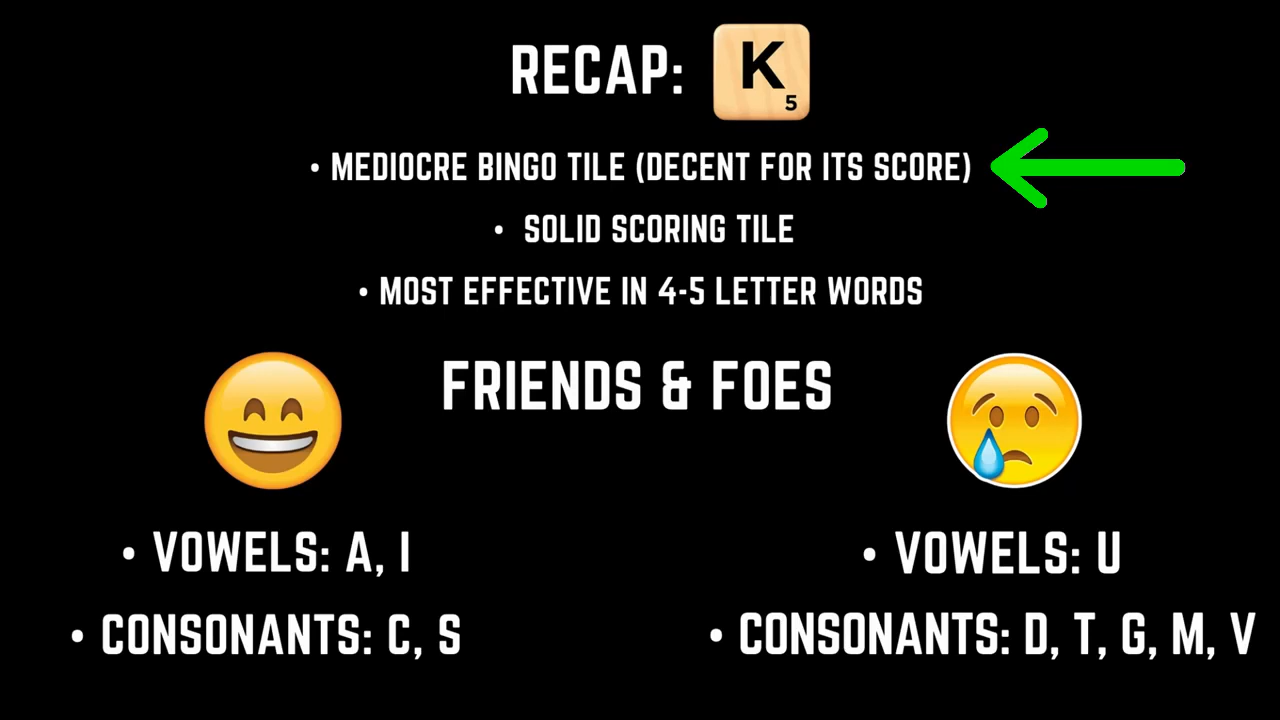 RECAP: K 5
• MEDIOCRE BINGO TILE (DECENT FOR ITS SCORE)
• SOLID SCORING TILE
• MOST EFFECTIVE IN 4-5 LETTER WORDS
FRIENDS & FOES
• VOWELS: A, I
• CONSONANTS: C, S
• VOWELS: U
• CONSONANTS: D, T, G, M, V